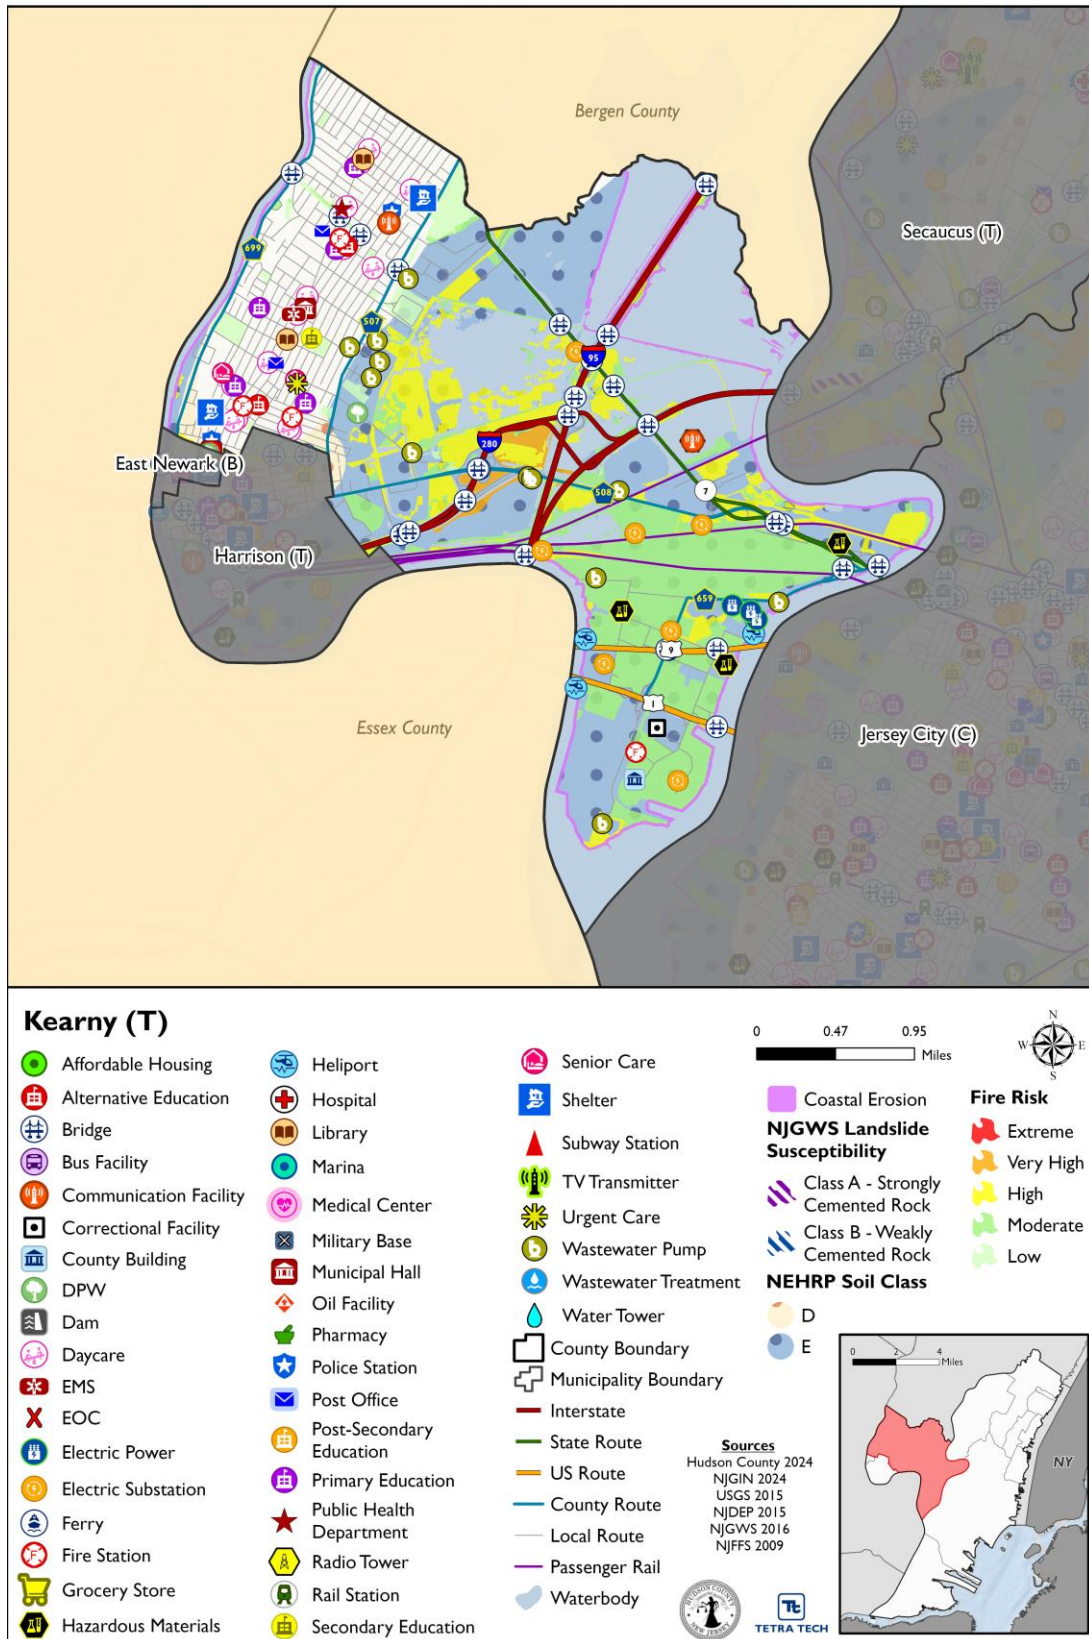 Bergen County
Secaucus (T)
699
507
95
280
East Newark (B)
508
7
Harrison (T)
659
9
Essex County
1
Jersey City (C)
Kearny (T)
Affordable Housing
Alternative Education
Bridge
Bus Facility
Communication Facility
Correctional Facility
County Building
DPW
Dam
Daycare
EMS
EOC
Electric Power
Electric Substation
Ferry
Fire Station
Grocery Store
Hazardous Materials
Heliport
Hospital
Library
Marina
Medical Center
Military Base
Municipal Hall
Oil Facility
Pharmacy
Police Station
Post Office
Post-Secondary
Education
Primary Education
Public Health
Department
Radio Tower
Rail Station
Secondary Education
Senior Care
Shelter
Subway Station
TV Transmitter
Urgent Care
Wastewater Pump
Wastewater Treatment
Water Tower
County Boundary
Municipality Boundary
Interstate
State Route
US Route
County Route
Local Route
Passenger Rail
Waterbody
0 0.47 0.95
Miles
N
W E
S
Coastal Erosion
NJGWS Landslide
Susceptibility
Class A - Strongly
Cemented Rock
Class B - Weakly
Cemented Rock
NEHRP Soil Class
D
E
Fire Risk
Extreme
Very High
High
Moderate
Low
Sources
Hudson County 2024
NJGIN 2024
USGS 2015
NJDEP 2015
NJGWS 2016
NJFFS 2009
HUDSON COUNTY
NEW JERSEY
Tt
TETRA TECH
0 2 4
Miles
NY